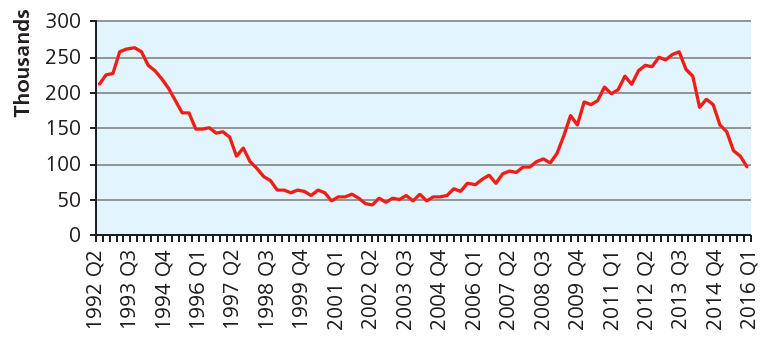 Thousands
300
250
200
150
100
50
0
1992 Q2
1993 Q3
1994 Q4
1996 Q1
1997 Q2
1998 Q3
1999 Q4
2001 Q1
2002 Q2
2003 Q3
2004 Q4
2006 Q1
2007 Q2
2008 Q3
2009 Q4
2011 Q1
2012 Q2
2013 Q3
2014 Q4
2016 Q1